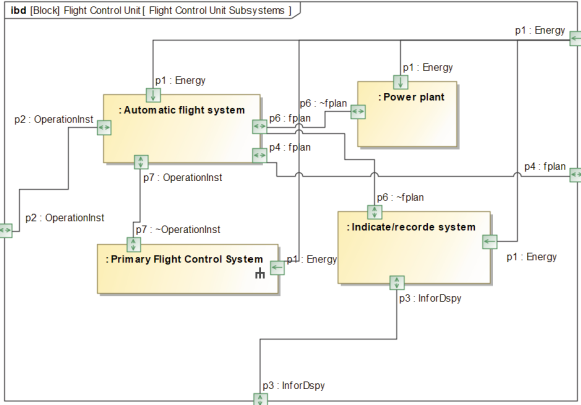 ibd [Block] Flight Control Unit [ Flight Control Unit Subsystems ]
p1 : Energy
p1 : Energy
p1 : Energy
: Automatic flight system
: Power plant
p2 : OperationInst
p6 : fplan
p6 : ~fplan
p4 : fplan
p4 : fplan
p7 : OperationInst
p6 : ~fplan
p2 : OperationInst
: Indicate/recorde system
p7 : ~OperationInst
: Primary Flight Control System
p1 : Energy
p1 : Energy
p3 : InforDspy
p3 : InforDspy